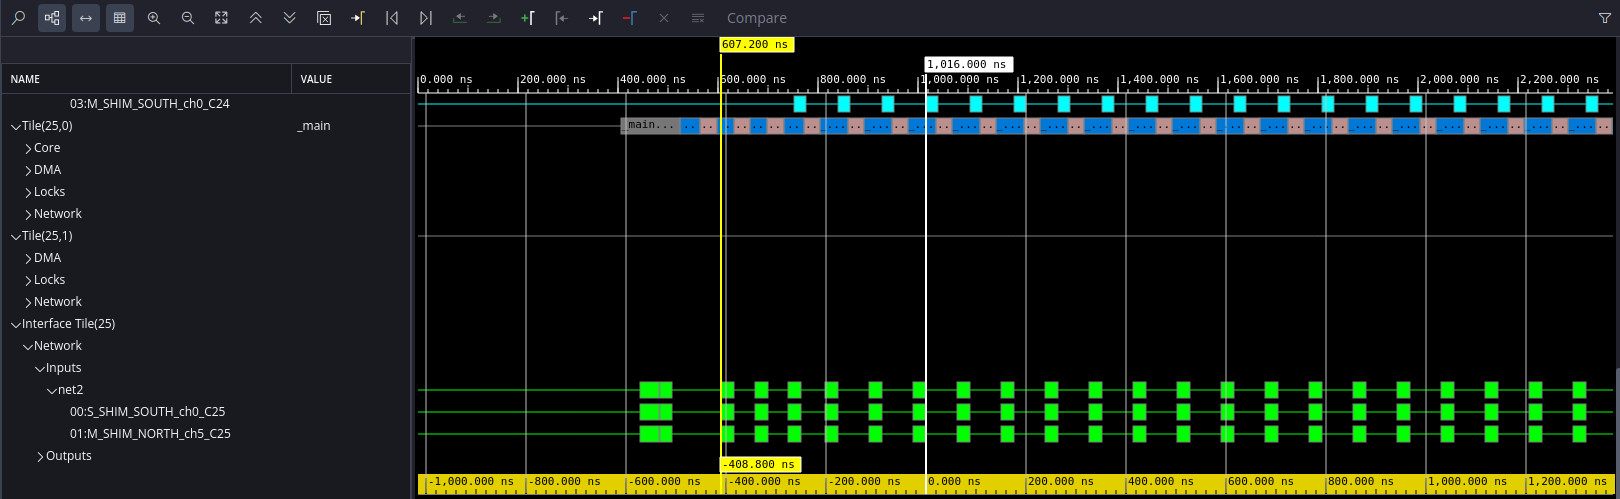 Compare
607.200 ns
1,016.000 ns
NAME VALUE
0.000 ns 200.000 ns 400.000 ns 600.000 ns 800.000 ns 1,000.000 ns 1,200.000 ns 1,400.000 ns 1,600.000 ns 1,800.000 ns 2,000.000 ns 2,200.000 ns
03:M_SHIM_SOUTH_ch0_C24
Tile(25,0) _main
_main...
Core
DMA
Locks
Network
Tile(25,1)
DMA
Locks
Network
Interface Tile(25)
Network
Inputs
net2
00:S_SHIM_SOUTH_ch0_C25
01:M_SHIM_NORTH_ch5_C25
Outputs
-408.800 ns
-1,000.000 ns -800.000 ns -600.000 ns -400.000 ns -200.000 ns 0.000 ns 200.000 ns 400.000 ns 600.000 ns 800.000 ns 1,000.000 ns 1,200.000 ns